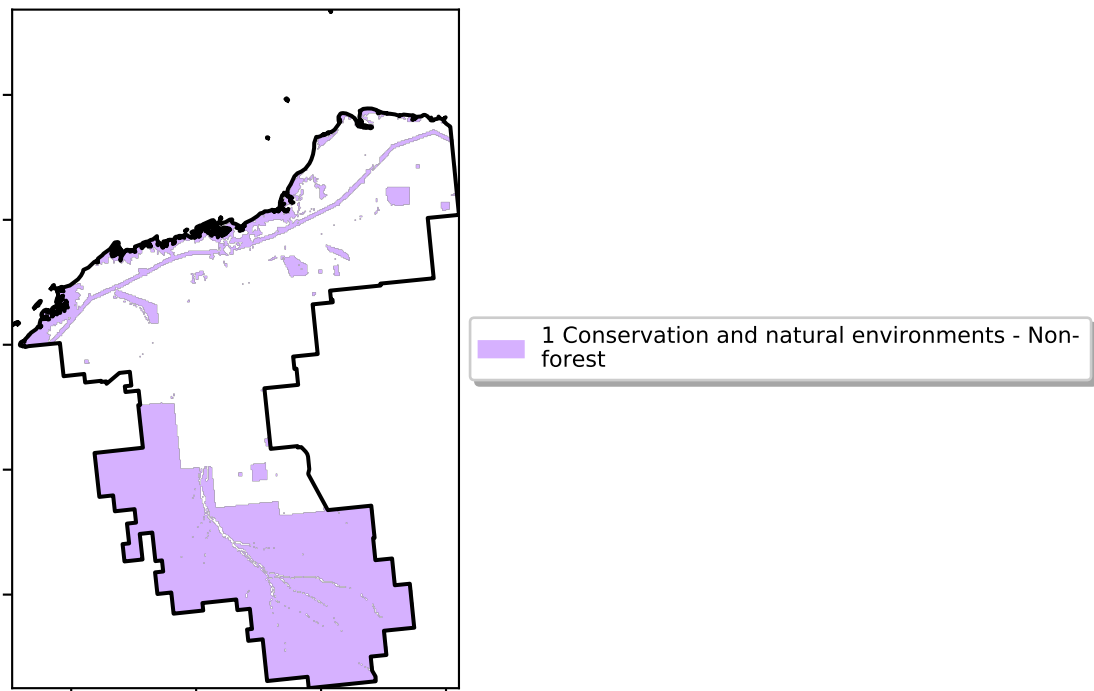 1 Conservation and natural environments - Non-
forest